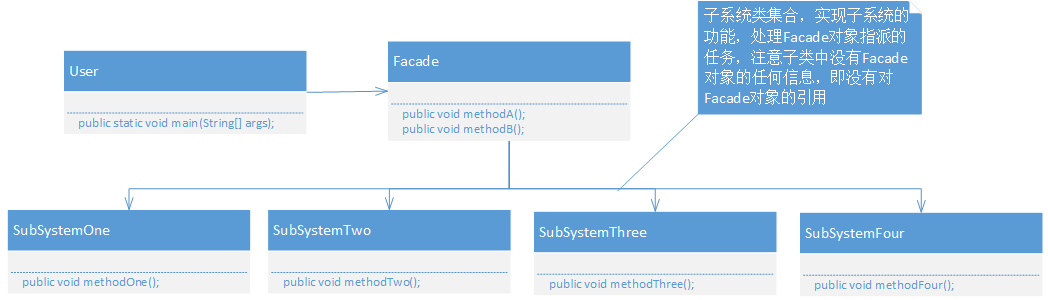 子系统类集合，实现子系统的
功能，处理Facade对象指派的
任务，注意子类中没有Facade
对象的任何信息，即没有对
Facade对象的引用
User
public static void main(String[] args);
Facade
public void methodA();
public void methodB();
SubSystemOne
public void methodOne();
SubSystemTwo
public void methodTwo();
SubSystemThree
public void methodThree();
SubSystemFour
public void methodFour();